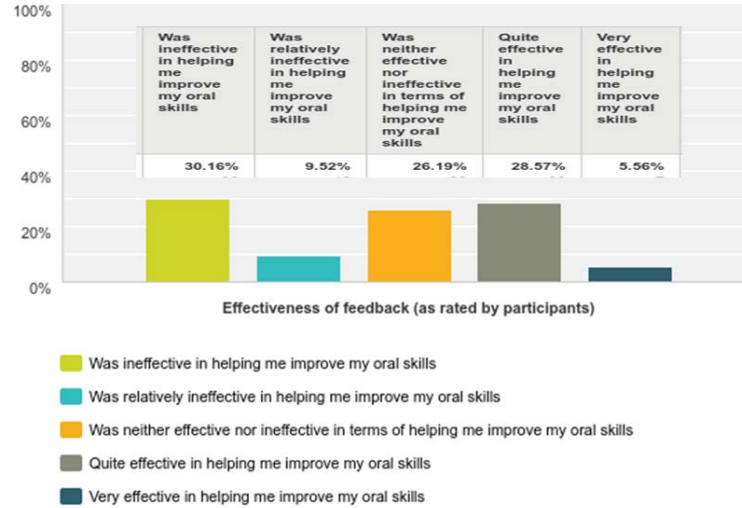 100%
80%
60%
40%
20%
0%
Was
ineffective
in helping
me
improve
my oral
skills
Was
relatively
ineffective
in helping
me
improve
my oral
skills
Was
neither
effective
nor
ineffective
in terms of
helping me
improve
my oral
skills
Quite
effective
in
helping
me
improve
my oral
skills
Very
effective
in
helping
me
improve
my oral
skills
30.16%
9.52%
26.19%
28.57%
5.56%
Effectiveness of feedback (as rated by participants)
Was ineffective in helping me improve my oral skills
Was relatively ineffective in helping me improve my oral skills
Was neither effective nor ineffective in terms of helping me improve my oral skills
Quite effective in helping me improve my oral skills
Very effective in helping me improve my oral skills